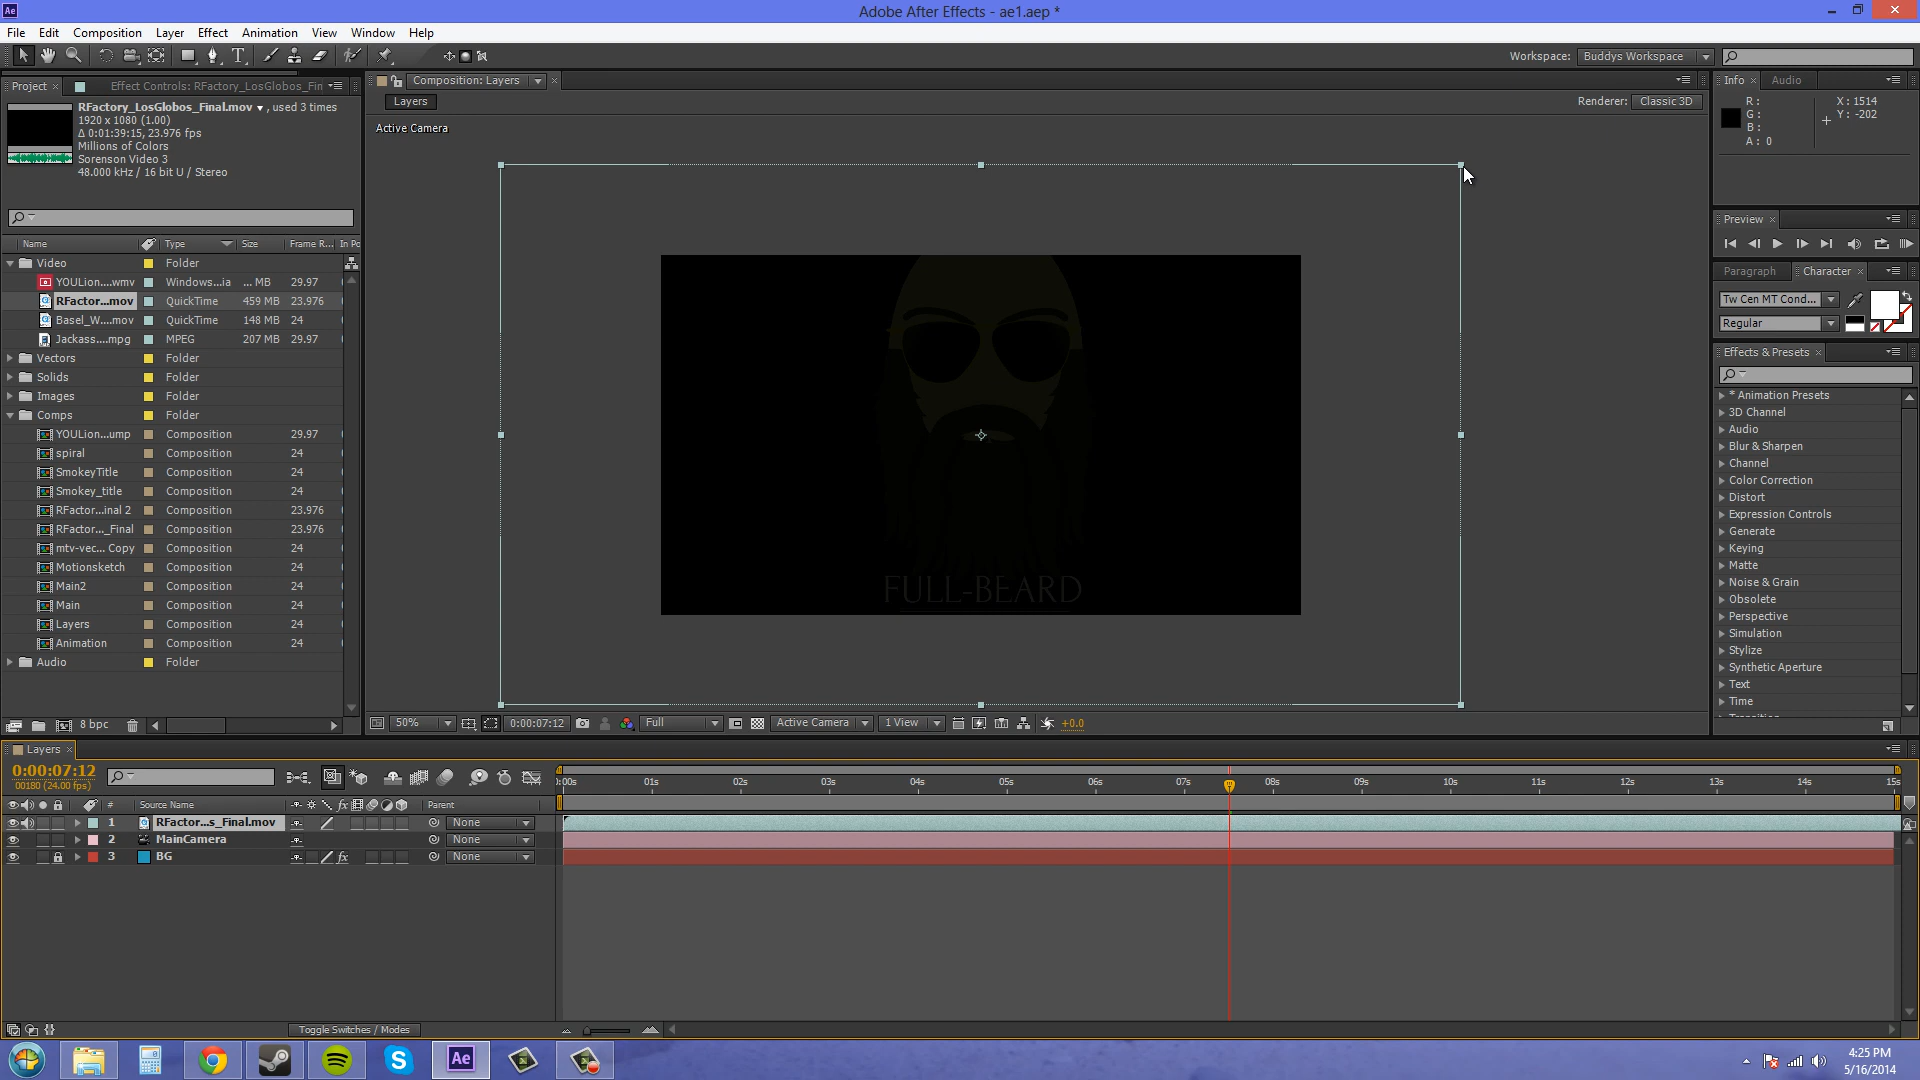 Adobe After Effects - ae1.aep *
File Edit Composition Layer Effect Animation View Window Help
Workspace: Buddys Workspace
Project
Effect Controls: RFactory_LosGlobos_Fin
RFactory_LosGlobos_Final.mov , used 3 times
1920 x 1080 (1.00)
Δ 0:01:39:15, 23.976 fps
Millions of Colors
Sorenson Video 3
48.000 kHz / 16 bit U / Stereo
Name Type Size Frame R... In Po
Video Folder
YOULion....wmv Windows...ia ... MB 29.97
RFactor...mov QuickTime 459 MB 23.976
Basel_W....mov QuickTime 148 MB 24
Jackass....mpg MPEG 207 MB 29.97
Vectors Folder
Solids Folder
Images Folder
Comps Folder
YOULion...ump Composition 29.97
spiral Composition 24
SmokeyTitle Composition 24
Smokey_title Composition 24
RFactor...inal 2 Composition 23.976
RFactor..._Final Composition 23.976
mtv-vec... Copy Composition 24
Motionsketch Composition 24
Main2 Composition 24
Main Composition 24
Layers Composition 24
Animation Composition 24
Audio Folder
8 bpc
Composition: Layers
Layers
Renderer: Classic 3D
Active Camera
FULL-BEARD
50% 0:00:07:12 Full Active Camera 1 View +0.0
Info Audio
R: X: 1514
G: Y: -202
B:
A: 0
Preview
Paragraph Character
Tw Cen MT Cond...
Regular
Effects & Presets
* Animation Presets
3D Channel
Audio
Blur & Sharpen
Channel
Color Correction
Distort
Expression Controls
Generate
Keying
Matte
Noise & Grain
Obsolete
Perspective
Simulation
Stylize
Synthetic Aperture
Text
Time
Layers
0:00:07:12
00180 (24.00 fps)
:00s 01s 02s 03s 04s 05s 06s 07s 08s 09s 10s 11s 12s 13s 14s 15s
# Source Name Parent
1 RFactor...s_Final.mov None
2 MainCamera None
3 BG None
Toggle Switches / Modes
4:25 PM
5/16/2014